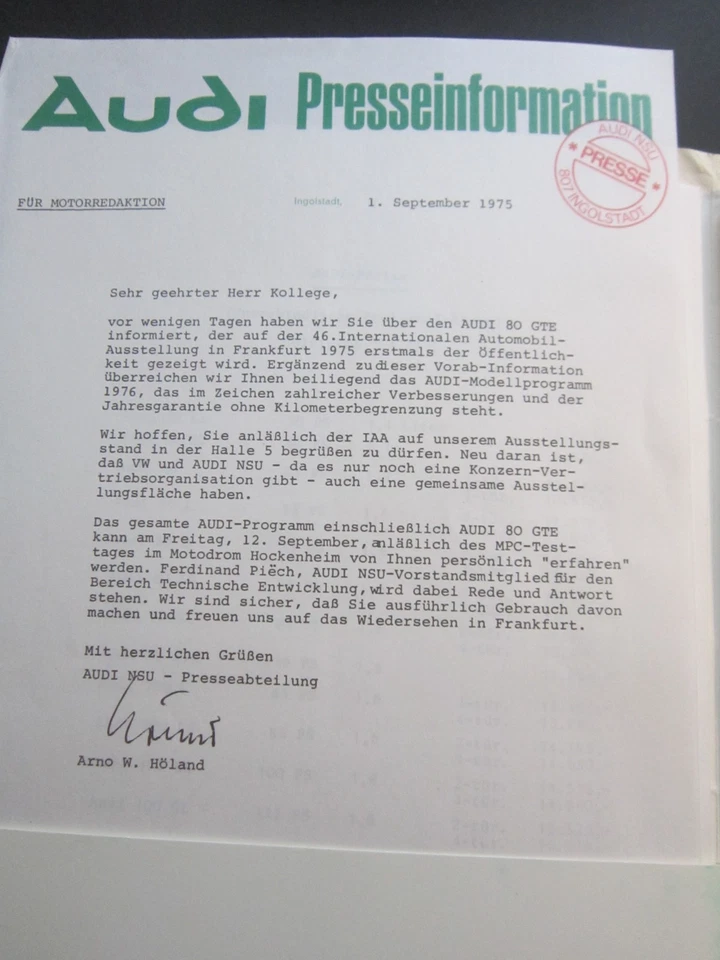 Audi Presseinformation
AUDI NSU
* PRESSE *
807 INGOLSTADT
FÜR MOTORREDAKTION
Ingolstadt, 1. September 1975
Sehr geehrter Herr Kollege,
vor wenigen Tagen haben wir Sie über den AUDI 80 GTE
informiert, der auf der 46.Internationalen Automobil-
Ausstellung in Frankfurt 1975 erstmals der Öffentlich-
keit gezeigt wird. Ergänzend zudieser Vorab-Information
überreichen wir Ihnen beiliegend das AUDI-Modellprogramm
1976, das im Zeichen zahlreicher Verbesserungen und der
Jahresgarantie ohne Kilometerbegrenzung steht.
Wir hoffen, Sie anläßlich der IAA auf unserem Ausstellungs-
stand in der Halle 5 begrüßen zu dürfen. Neu daran ist,
daß VW und AUDI NSU - da es nur noch eine Konzern-Ver-
triebsorganisation gibt - auch eine gemeinsame Ausstel-
lungsfläche haben.
Das gesamte AUDI-Programm einschließlich AUDI 80 GTE
kann am Freitag, 12. September, anläßlich des MPC-Test-
tages im Motodrom Hockenheim von Ihnen persönlich "erfahren"
werden. Ferdinand Piëch, AUDI NSU-Vorstandsmitglied für den
Bereich Technische Entwicklung, wird dabei Rede und Antwort
stehen. Wir sind sicher, daß Sie ausführlich Gebrauch davon
machen und freuen uns auf das Wiedersehen in Frankfurt.
Mit herzlichen Grüßen
AUDI NSU - Presseabteilung
Arno W. Höland